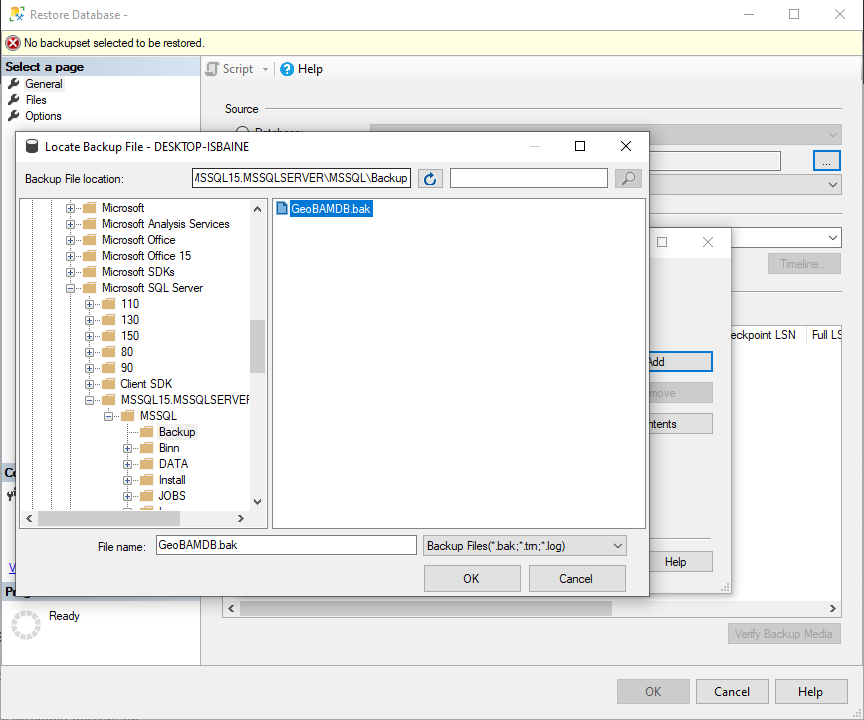 Restore Database -
No backupset selected to be restored.
Select a page
General
Files
Options
Script
Help
Source
Locate Backup File - DESKTOP-ISBAINE
Backup File location:
MSSQL15.MSSQLSERVER\MSSQL\Backup
...
Microsoft
Microsoft Analysis Services
Microsoft Office
Microsoft Office 15
Microsoft SDKs
Microsoft SQL Server
110
130
150
80
90
Client SDK
MSSQL15.MSSQLSERVER
MSSQL
Backup
Binn
DATA
Install
JOBS
GeoBAMDB.bak
File name:
GeoBAMDB.bak
Backup Files(*.bak;*.trn;*.log)
OK
Cancel
Timeline...
eckpoint LSN
Full LS
Add
move
ntents
Help
Ready
Verify Backup Media
OK
Cancel
Help